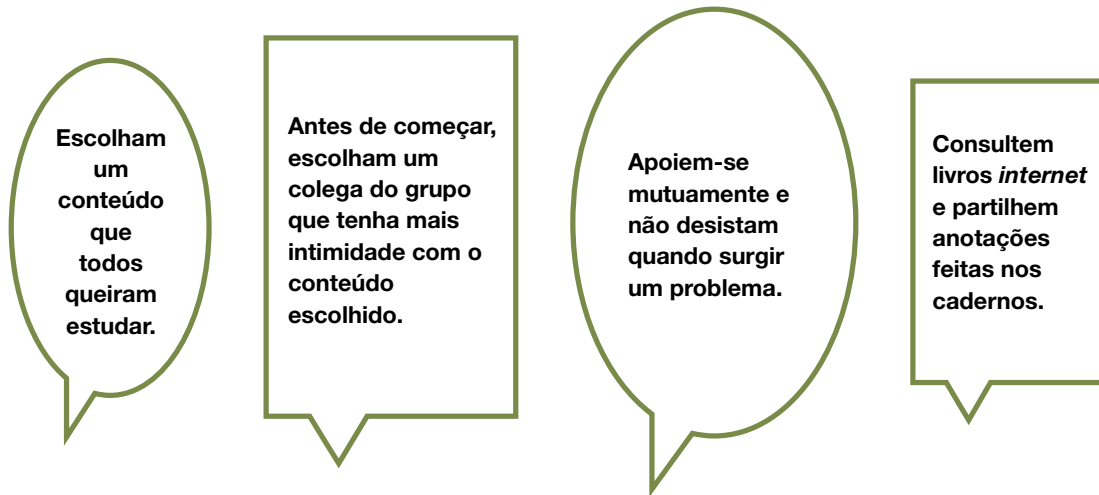 Escolham
um
conteúdo
que
todos
queiram
estudar.
Antes de começar,
escolham um
colega do grupo
que tenha mais
intimidade com o
conteúdo
escolhido.
Apoiem-se
mutuamente e
não desistam
quando surgir
um problema.
Consultem
livros internet
e partilhem
anotações
feitas nos
cadernos.